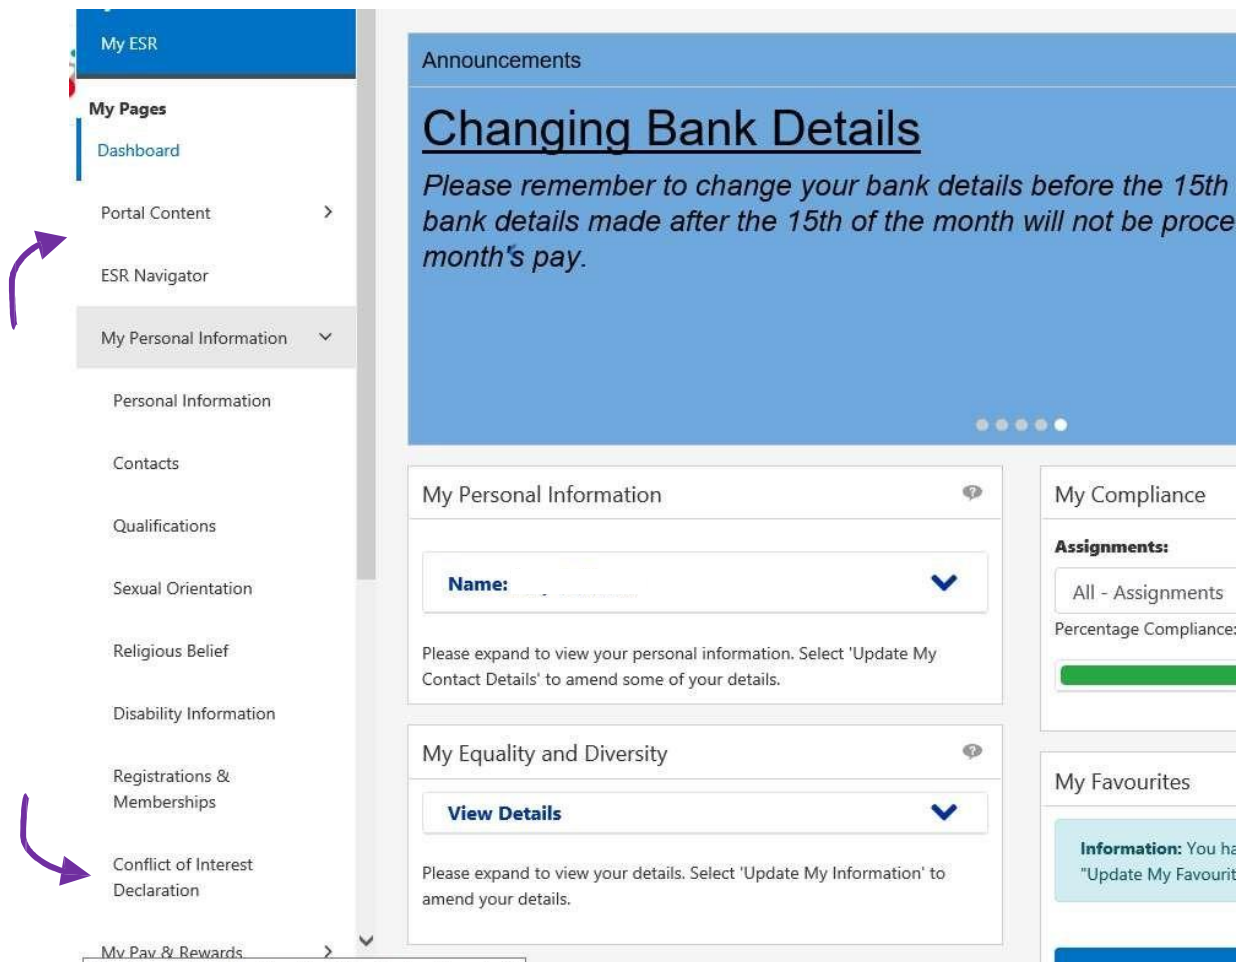 My ESR
My Pages
Dashboard
Portal Content
ESR Navigator
My Personal Information
Personal Information
Contacts
Qualifications
Sexual Orientation
Religious Belief
Disability Information
Registrations &
Memberships
Conflict of Interest
Declaration
My Pay & Rewards
Announcements
Changing Bank Details
Please remember to change your bank details before the 15th
bank details made after the 15th of the month will not be proce
month's pay.
My Personal Information
Name:
Please expand to view your personal information. Select 'Update My
Contact Details' to amend some of your details.
My Equality and Diversity
View Details
Please expand to view your details. Select 'Update My Information' to
amend your details.
My Compliance
Assignments:
All - Assignments
Percentage Compliance:
My Favourites
Information: You ha
"Update My Favourit